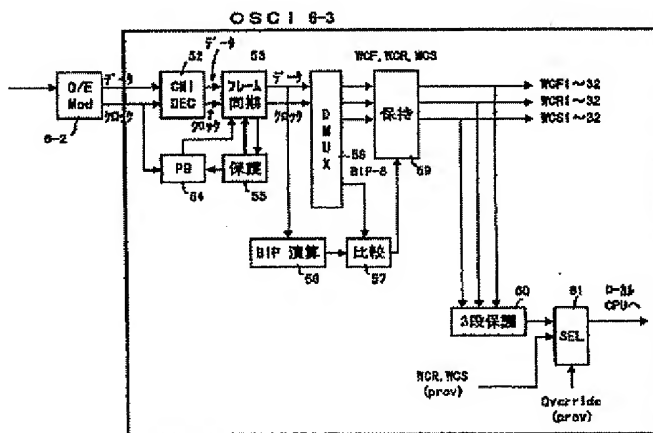 OSCI 6-3
データ
52
53
データ
WCF, WCR, WCS
O/E
Mod
データ
クロック
CMI
DEC
クロック
フレーム
同期
クロック
DMUX
保持
WCF1～32
WCR1～32
WCS1～32
6-2
PG
保護
54
55
58
BIP-8
59
BIP 演算
比較
56
57
60
61
3段保護
SEL
ローカル
CPUへ
WCR, WCS
(prov)
Override
(prov)